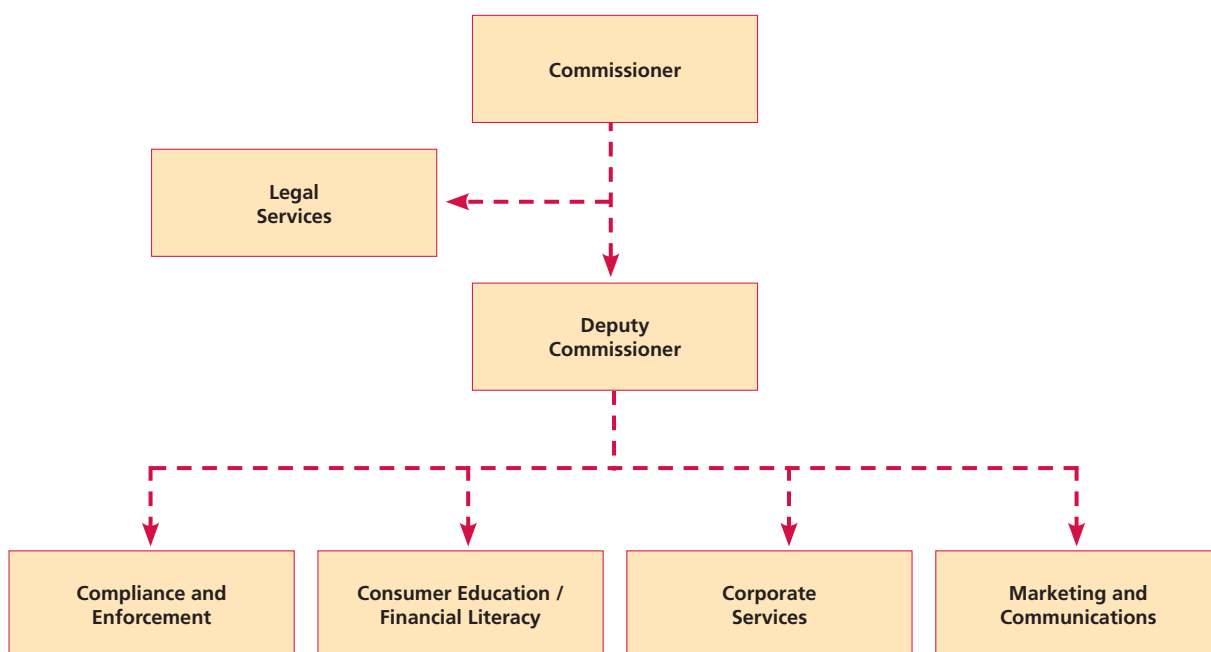 Commissioner
Legal
Services
Deputy
Commissioner
Compliance and
Enforcement
Consumer Education /
Financial Literacy
Corporate
Services
Marketing and
Communications